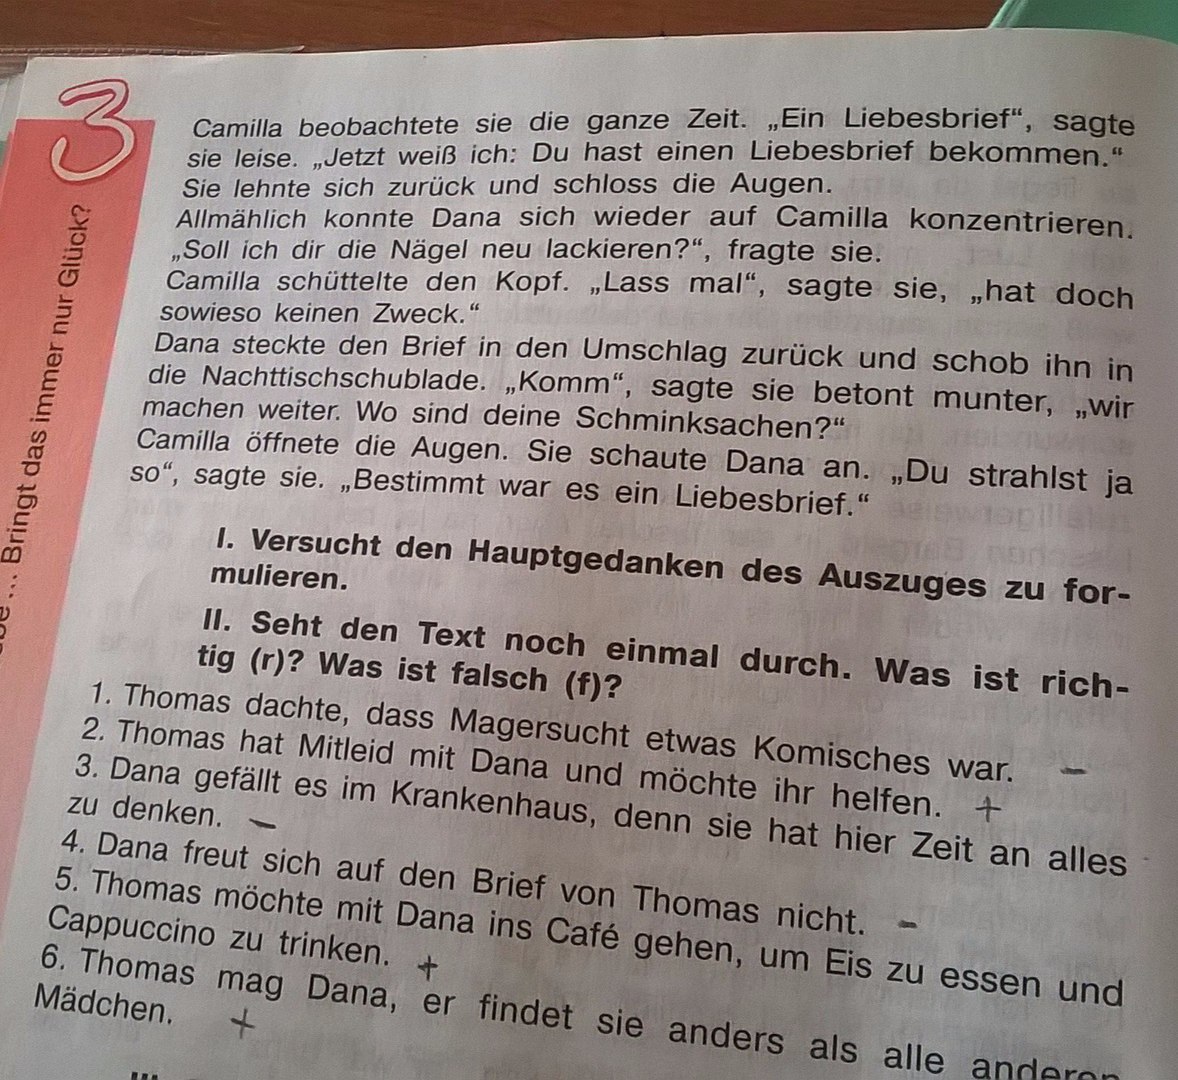 3
Camilla beobachtete sie die ganze Zeit. „Ein Liebesbrief“, sagte
sie leise. „Jetzt weiß ich: Du hast einen Liebesbrief bekommen.“
Sie lehnte sich zurück und schloss die Augen.
Allmählich konnte Dana sich wieder auf Camilla konzentrieren.
„Soll ich dir die Nägel neu lackieren?“, fragte sie.
Camilla schüttelte den Kopf. „Lass mal“, sagte sie, „hat doch
sowieso keinen Zweck.“
Dana steckte den Brief in den Umschlag zurück und schob ihn in
die Nachttischschublade. „Komm“, sagte sie betont munter, „wir
machen weiter. Wo sind deine Schminksachen?“
Camilla öffnete die Augen. Sie schaute Dana an. „Du strahlst ja
so“, sagte sie. „Bestimmt war es ein Liebesbrief.“
I. Versucht den Hauptgedanken des Auszuges zu for-
mulieren.
II. Seht den Text noch einmal durch. Was ist rich-
tig (r)? Was ist falsch (f)?
1. Thomas dachte, dass Magersucht etwas Komisches war. –
2. Thomas hat Mitleid mit Dana und möchte ihr helfen. +
3. Dana gefällt es im Krankenhaus, denn sie hat hier Zeit an alles
zu denken. –
4. Dana freut sich auf den Brief von Thomas nicht. –
5. Thomas möchte mit Dana ins Café gehen, um Eis zu essen und
Cappuccino zu trinken. +
6. Thomas mag Dana, er findet sie anders als alle anderen
Mädchen. +
... Bringt das immer nur Glück?